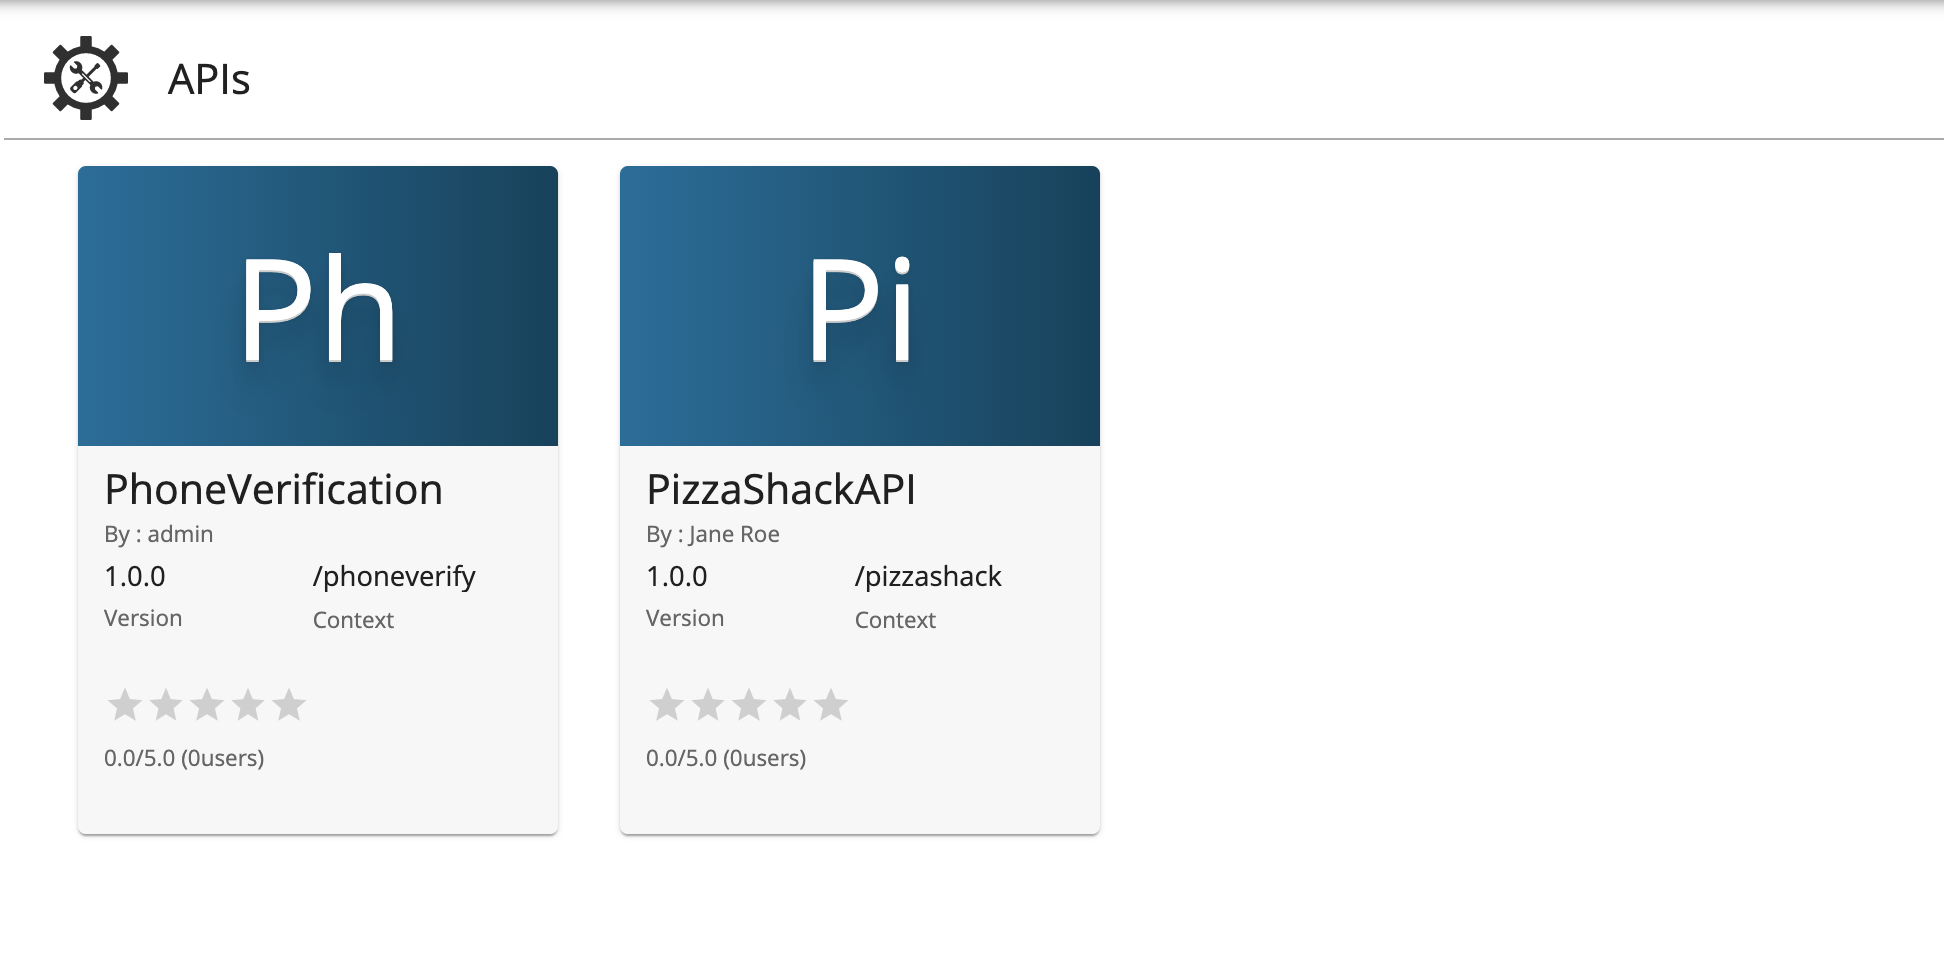 APIs
Ph
PhoneVerification
By : admin
1.0.0 /phoneverify
Version Context
0.0/5.0 (0users)
Pi
PizzaShackAPI
By : Jane Roe
1.0.0 /pizzashack
Version Context
0.0/5.0 (0users)